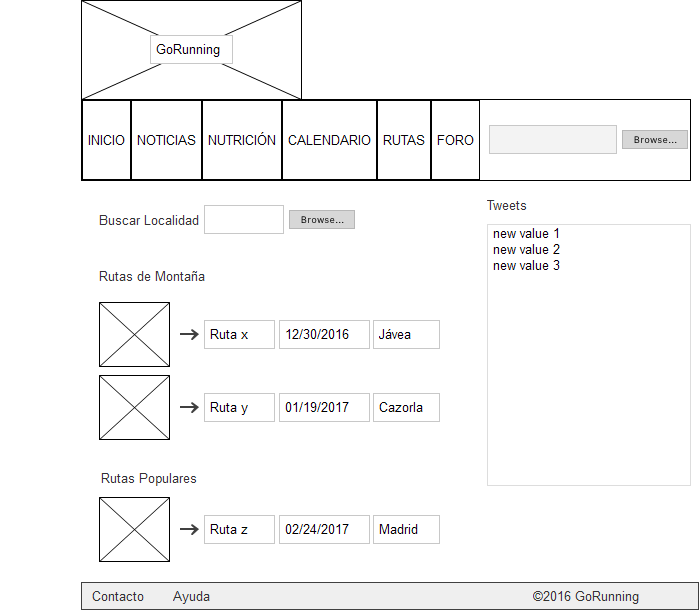 GoRunning
INICIO NOTICIAS NUTRICIÓN CALENDARIO RUTAS FORO Browse...
Buscar Localidad Browse...
Tweets
new value 1
new value 2
new value 3
Rutas de Montaña
Ruta x 12/30/2016 Jávea
Ruta y 01/19/2017 Cazorla
Rutas Populares
Ruta z 02/24/2017 Madrid
Contacto Ayuda ©2016 GoRunning